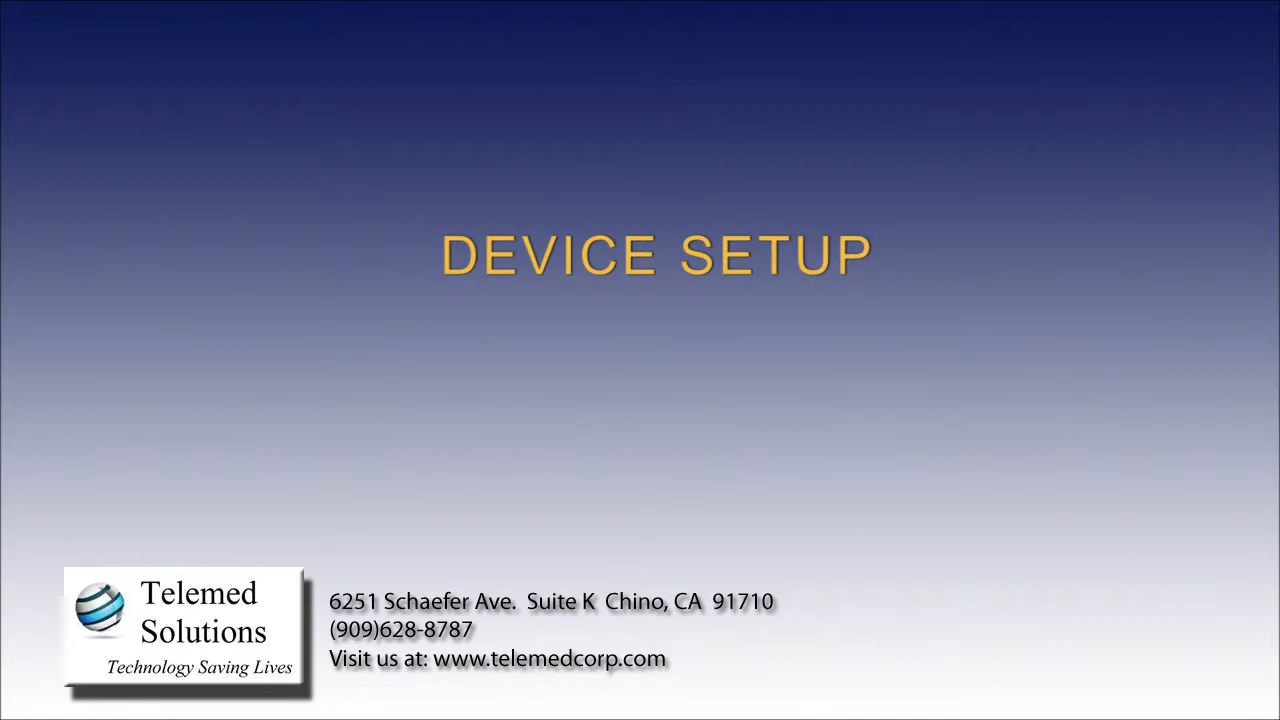 DEVICE SETUP
Telemed
Solutions
Technology Saving Lives
6251 Schaefer Ave.  Suite K  Chino, CA  91710
(909)628-8787
Visit us at: www.telemedcorp.com